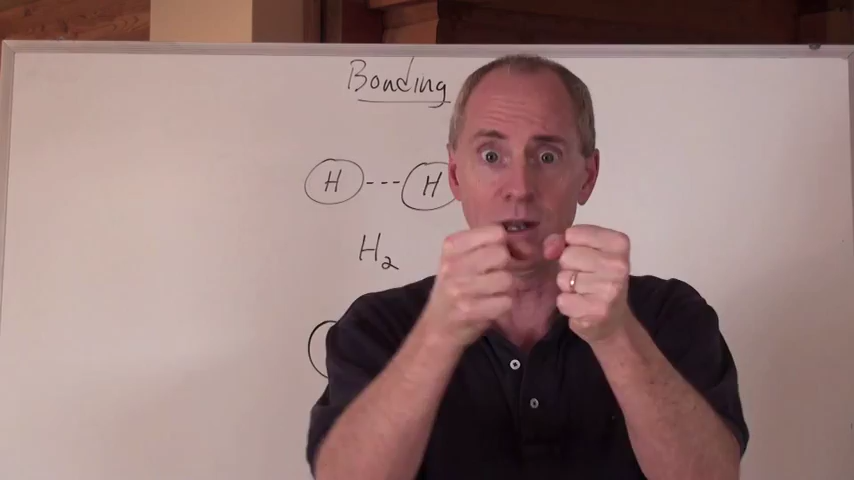 Bonding
H --- H
H₂